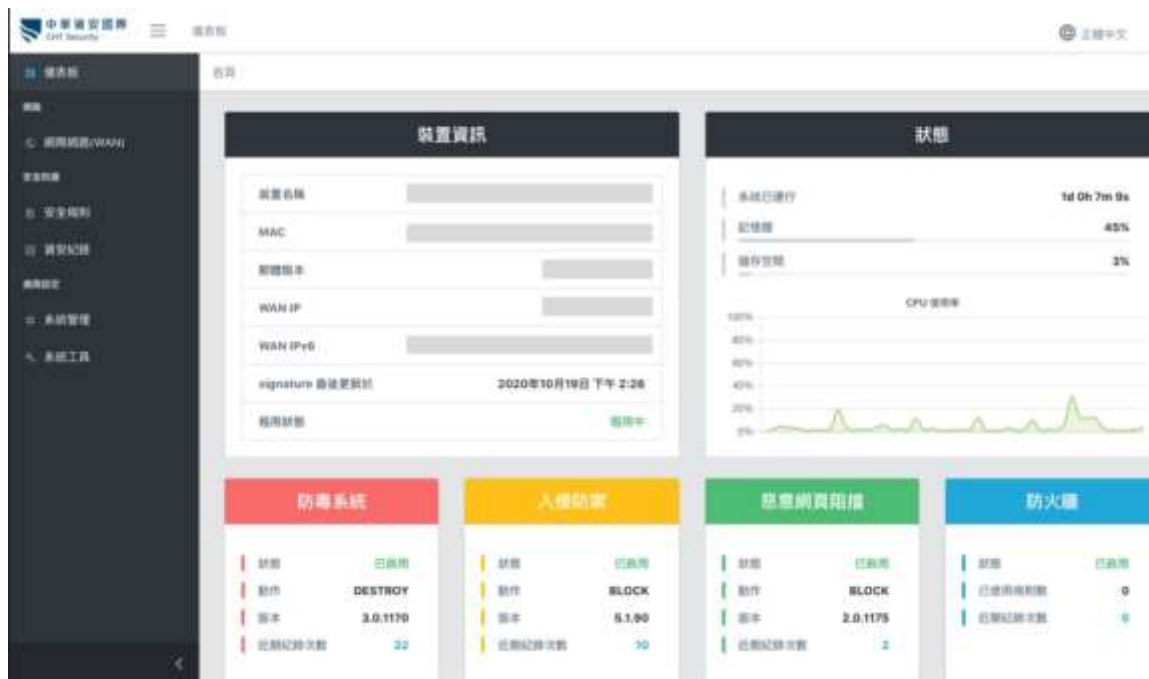 中華資安國際
CHT Security
儀表板
正體中文
儀表板
首頁
網際網路(WAN)
安全防護
安全規則
資安紀錄
系統管理
系統工具
裝置資訊
裝置名稱
MAC
韌體版本
WAN IP
WAN IPv6
signature 最後更新於 2020年10月19日 下午 2:26
租用狀態 租用中
狀態
系統已運行 1d 0h 7m 9s
記憶體 45%
儲存空間 3%
CPU 使用率
100%
80%
60%
40%
20%
0%
防毒系統
狀態 已啟用
動作 DESTROY
版本 3.0.1170
近期紀錄次數 22
入侵防禦
狀態 已啟用
動作 BLOCK
版本 5.1.90
近期紀錄次數 10
惡意網頁阻擋
狀態 已啟用
動作 BLOCK
版本 2.0.1175
近期紀錄次數 2
防火牆
狀態 已啟用
已使用規則數 0
近期紀錄次數 0